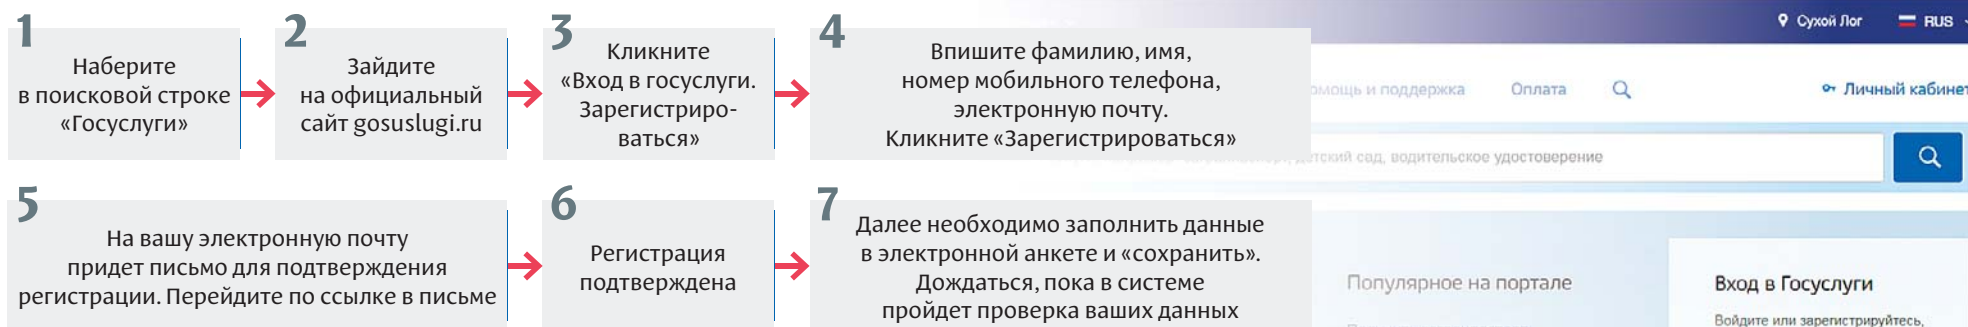 1
Наберите
в поисковой строке
«Госуслуги»
2
Зайдите
на официальный
сайт gosuslugi.ru
3
Кликните
«Вход в госуслуги.
Зарегистриро-
ваться»
4
Впишите фамилию, имя,
номер мобильного телефона,
электронную почту.
Кликните «Зарегистрироваться»
5
На вашу электронную почту
придет письмо для подтверждения
регистрации. Перейдите по ссылке в письме
6
Регистрация
подтверждена
7
Далее необходимо заполнить данные
в электронной анкете и «сохранить».
Дождаться, пока в системе
пройдет проверка ваших данных
Сухой Лог RUS
и поддержка Оплата Личный кабинет
сад, водительское удостоверение
Популярное на портале
Вход в Госуслуги
Войдите или зарегистрируйтесь,